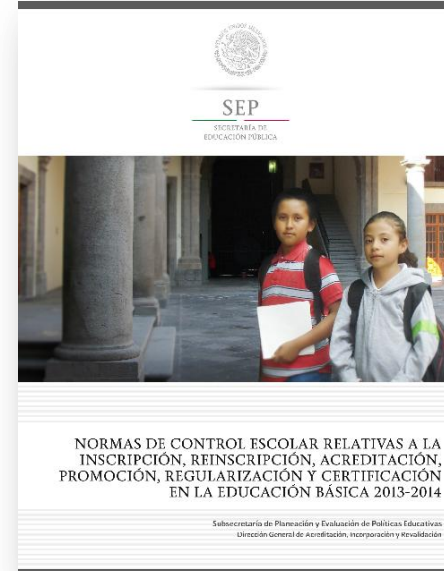 SEP
SECRETARÍA DE
EDUCACIÓN PÚBLICA
NORMAS DE CONTROL ESCOLAR RELATIVAS A LA
INSCRIPCIÓN, REINSCRIPCIÓN, ACREDITACIÓN,
PROMOCIÓN, REGULARIZACIÓN Y CERTIFICACIÓN
EN LA EDUCACIÓN BÁSICA 2013-2014
Subsecretaría de Planeación y Evaluación de Políticas Educativas
Dirección General de Acreditación, Incorporación y Revalidación